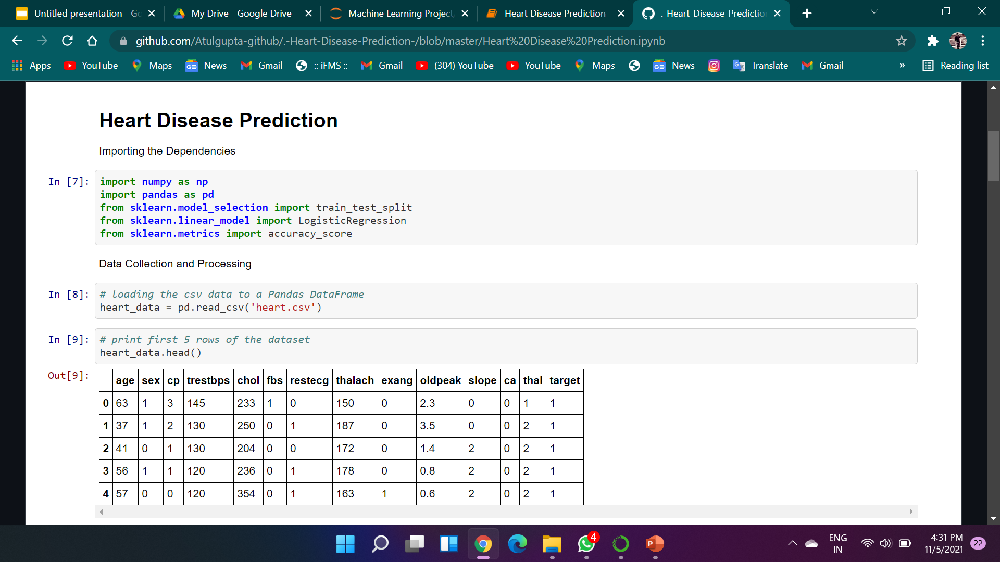 Untitled presentation - Go
My Drive - Google Drive
Machine Learning Project
Heart Disease Prediction -
.-Heart-Disease-Predictio
github.com/Atulgupta-github/.-Heart-Disease-Prediction-/blob/master/Heart%20Disease%20Prediction.ipynb
Apps YouTube Maps News Gmail :: iFMS :: Gmail (304) YouTube YouTube Maps News Translate Gmail » Reading list
Heart Disease Prediction
Importing the Dependencies
In [7]: import numpy as np
import pandas as pd
from sklearn.model_selection import train_test_split
from sklearn.linear_model import LogisticRegression
from sklearn.metrics import accuracy_score
Data Collection and Processing
In [8]: # loading the csv data to a Pandas DataFrame
heart_data = pd.read_csv('heart.csv')
In [9]: # print first 5 rows of the dataset
heart_data.head()
Out[9]:
age sex cp trestbps chol fbs restecg thalach exang oldpeak slope ca thal target
0 63 1 3 145 233 1 0 150 0 2.3 0 0 1 1
1 37 1 2 130 250 0 1 187 0 3.5 0 0 2 1
2 41 0 1 130 204 0 0 172 0 1.4 2 0 2 1
3 56 1 1 120 236 0 1 178 0 0.8 2 0 2 1
4 57 0 0 120 354 0 1 163 1 0.6 2 0 2 1
4
ENG
IN
4:31 PM
11/5/2021
22